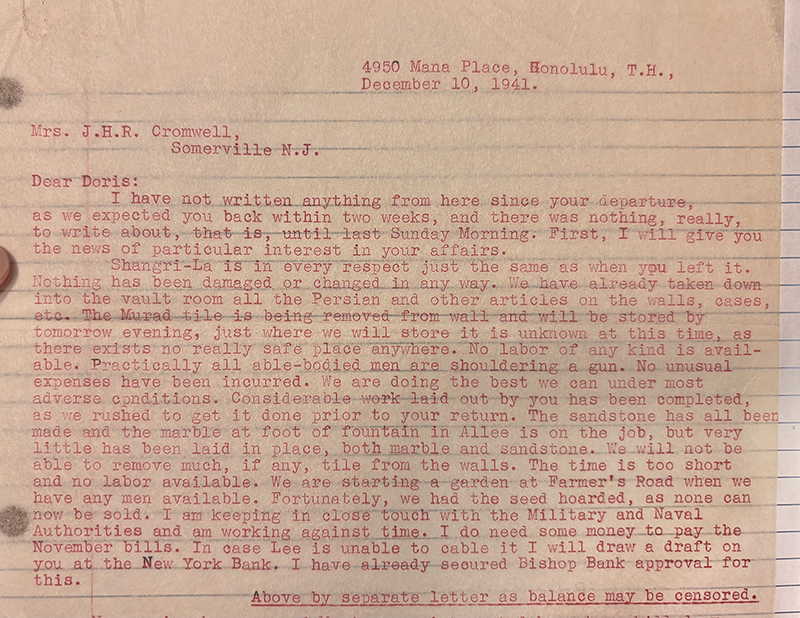 4950 Mana Place, Honolulu, T.H.,
December 10, 1941.
Mrs. J.H.R. Cromwell,
Somerville N.J.
Dear Doris:
I have not written anything from here since your departure,
as we expected you back within two weeks, and there was nothing, really,
to write about, that is, until last Sunday Morning. First, I will give you
the news of particular interest in your affairs.
Shangri-La is in every respect just the same as when you left it.
Nothing has been damaged or changed in any way. We have already taken down
into the vault room all the Persian and other articles on the walls, cases,
etc. The Murad tile is being removed from wall and will be stored by
tomorrow evening, just where we will store it is unknown at this time, as
there exists no really safe place anywhere. No labor of any kind is avail-
able. Practically all able-bodied men are shouldering a gun. No unusual
expenses have been incurred. We are doing the best we can under most
adverse cpnditions. Considerable work laid out by you has been completed,
as we rushed to get it done prior to your return. The sandstone has all been
made and the marble at foot of fountain in Allee is on the job, but very
little has been laid in place, both marble and sandstone. We will not be
able to remove much, if any, tile from the walls. The time is too short
and no labor available. We are starting a garden at Farmer's Road when we
have any men available. Fortunately, we had the seed hoarded, as none can
now be sold. I am keeping in close touch with the Military and Naval
Authorities and am working against time. I do need some money to pay the
November bills. In case Lee is unable to cable it I will draw a draft on
you at the New York Bank. I have already secured Bishop Bank approval for
this.
Above by separate letter as balance may be censored.